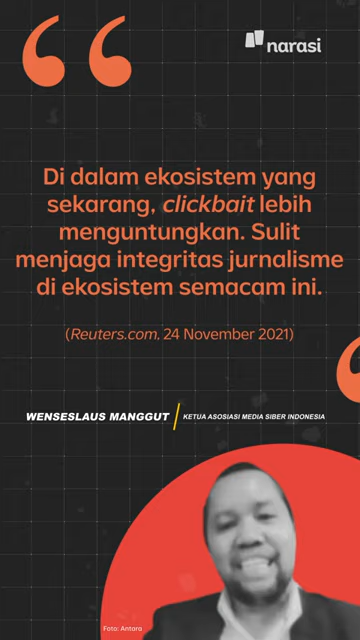 narasi
Di dalam ekosistem yang
sekarang, clickbait lebih
menguntungkan. Sulit
menjaga integritas jurnalisme
di ekosistem semacam ini.
(Reuters.com, 24 November 2021)
WENSESLAUS MANGGUT / KETUA ASOSIASI MEDIA SIBER INDONESIA
Foto: Antara